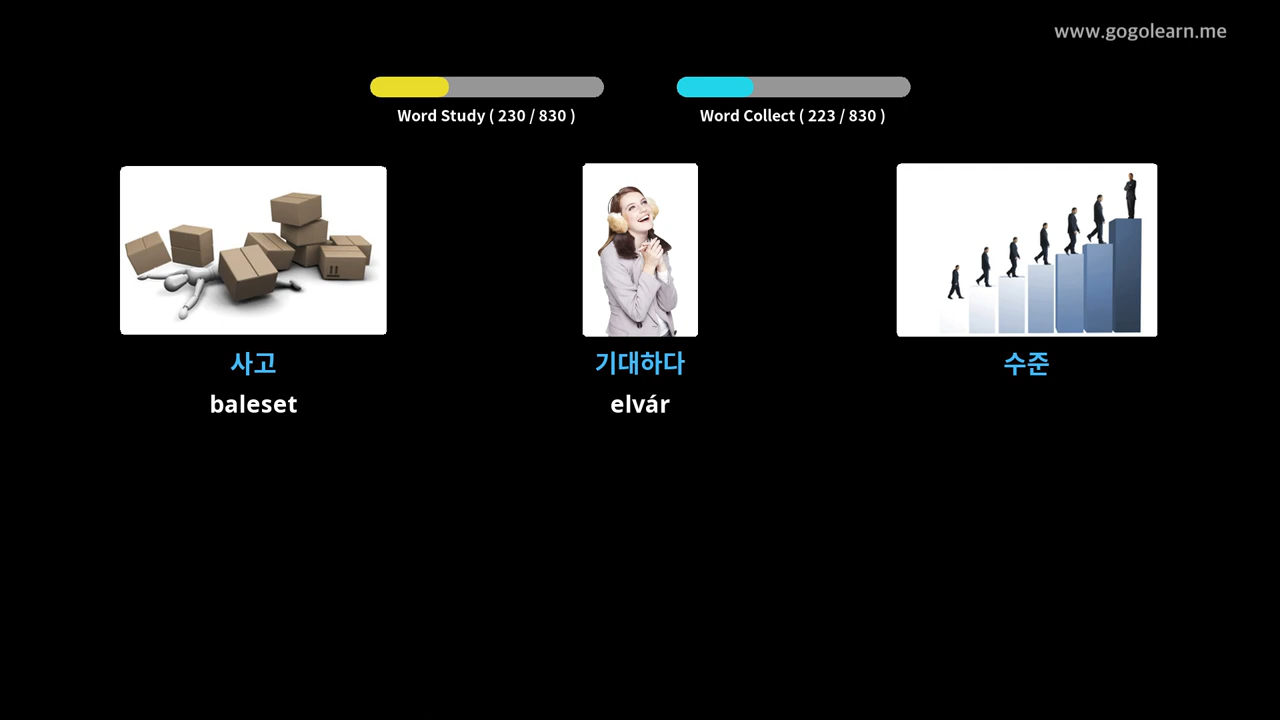 www.gogolearn.me
Word Study ( 230 / 830 )
Word Collect ( 223 / 830 )
사고
기대하다
수준
baleset
elvár